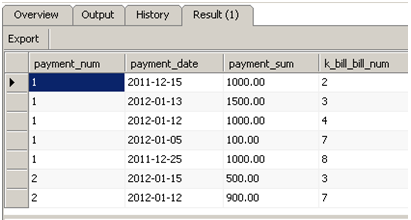 Overview Output History Result (1)
Export
payment_num payment_date payment_sum k_bill_bill_num
1 2011-12-15 1000.00 2
1 2012-01-13 1500.00 3
1 2012-01-12 1000.00 4
1 2012-01-05 100.00 7
1 2011-12-25 1000.00 8
2 2012-01-15 500.00 3
2 2012-01-12 900.00 7